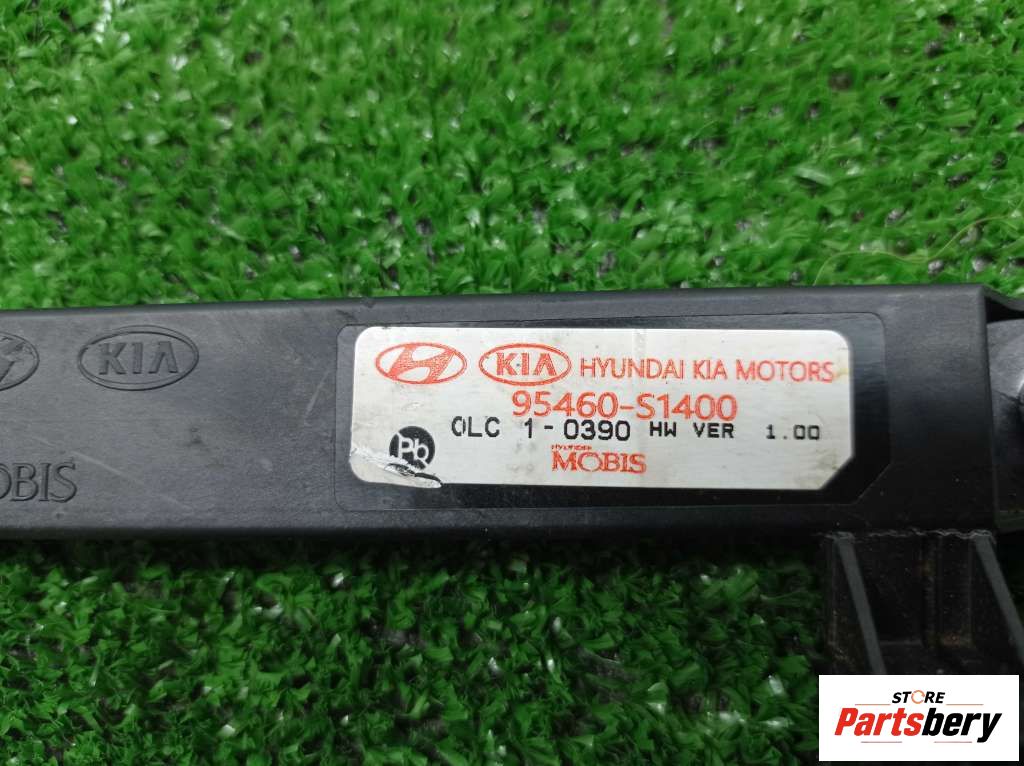 KIA
OBIS
KIA HYUNDAI KIA MOTORS
95460-S1400
Pb OLC 1-0390 HW VER 1.00
HYUNDAI
MOBIS
STORE
Partsbery